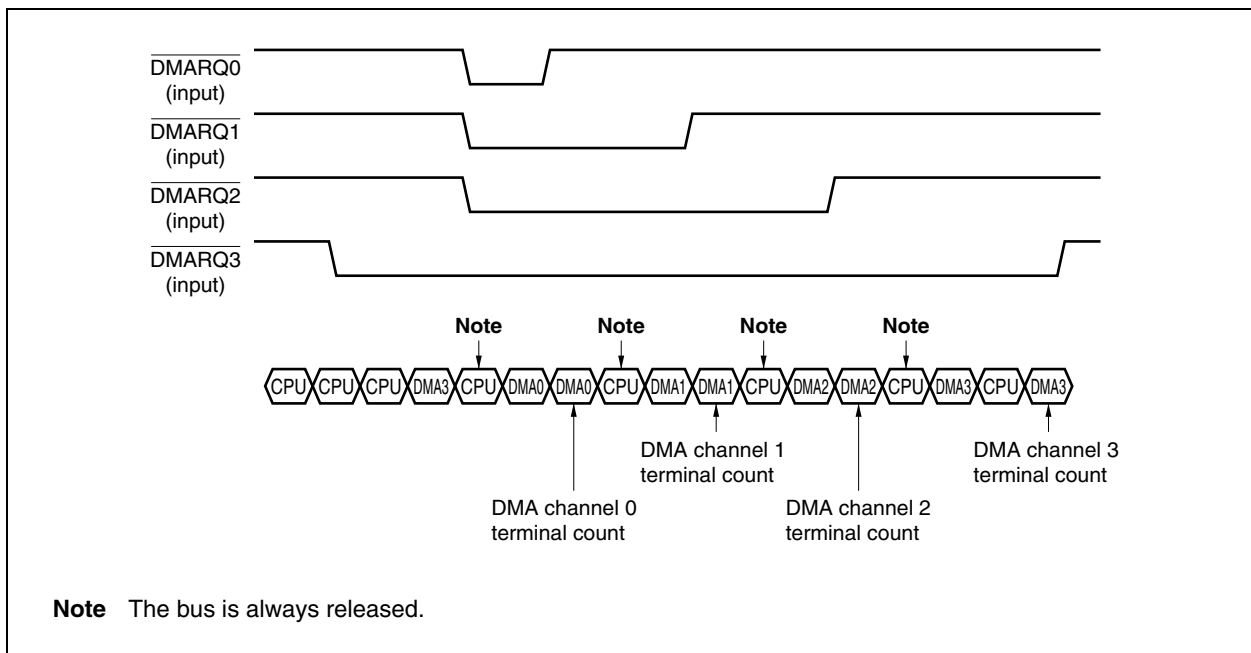 DMARQ0
(input)
DMARQ1
(input)
DMARQ2
(input)
DMARQ3
(input)
Note Note Note Note
CPU CPU CPU DMA3 CPU DMA0 DMA0 CPU DMA1 DMA1 CPU DMA2 DMA2 CPU DMA3 CPU DMA3
DMA channel 1
terminal count
DMA channel 3
terminal count
DMA channel 0
terminal count
DMA channel 2
terminal count
Note The bus is always released.